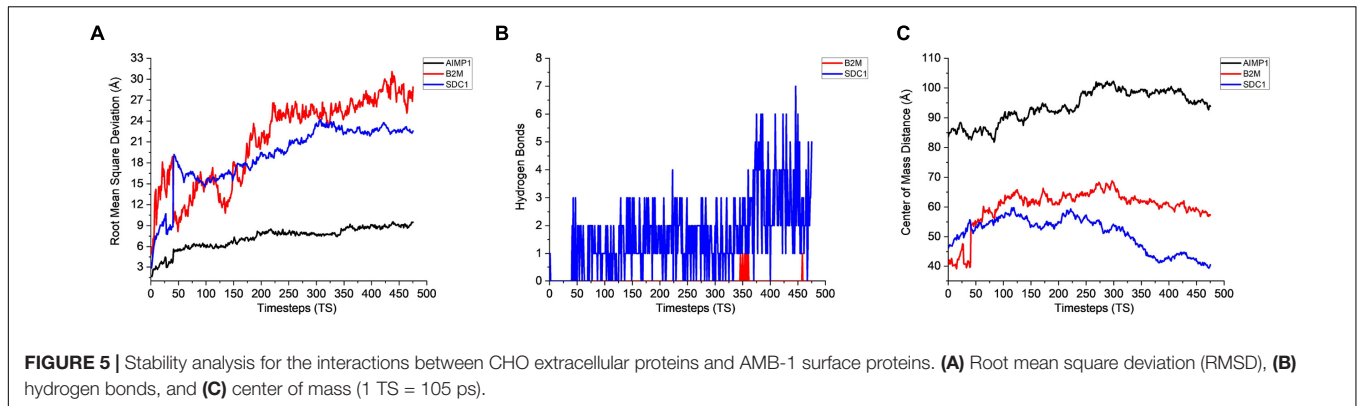 A
B
C
33
30
27
24
21
18
15
12
9
6
3
Root Mean Square Deviation (Å)
0 50 100 150 200 250 300 350 400 450 500
Timesteps (TS)
AIMP1
B2M
SDC1
8
7
6
5
4
3
2
1
0
Hydrogen Bonds
0 50 100 150 200 250 300 350 400 450 500
Timesteps (TS)
B2M
SDC1
110
100
90
80
70
60
50
40
Center of Mass Distance (Å)
0 50 100 150 200 250 300 350 400 450 500
Timesteps (TS)
AIMP1
B2M
SDC1
FIGURE 5 | Stability analysis for the interactions between CHO extracellular proteins and AMB-1 surface proteins. (A) Root mean square deviation (RMSD), (B)
hydrogen bonds, and (C) center of mass (1 TS = 105 ps).